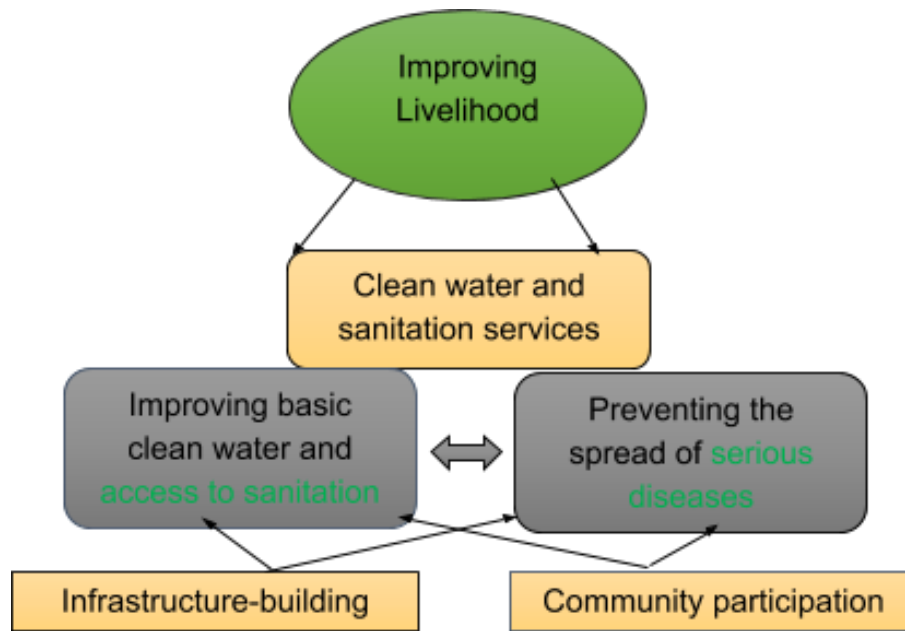 Improving
Livelihood
Clean water and
sanitation services
Improving basic
clean water and
access to sanitation
Preventing the
spread of serious
diseases
Infrastructure-building
Community participation